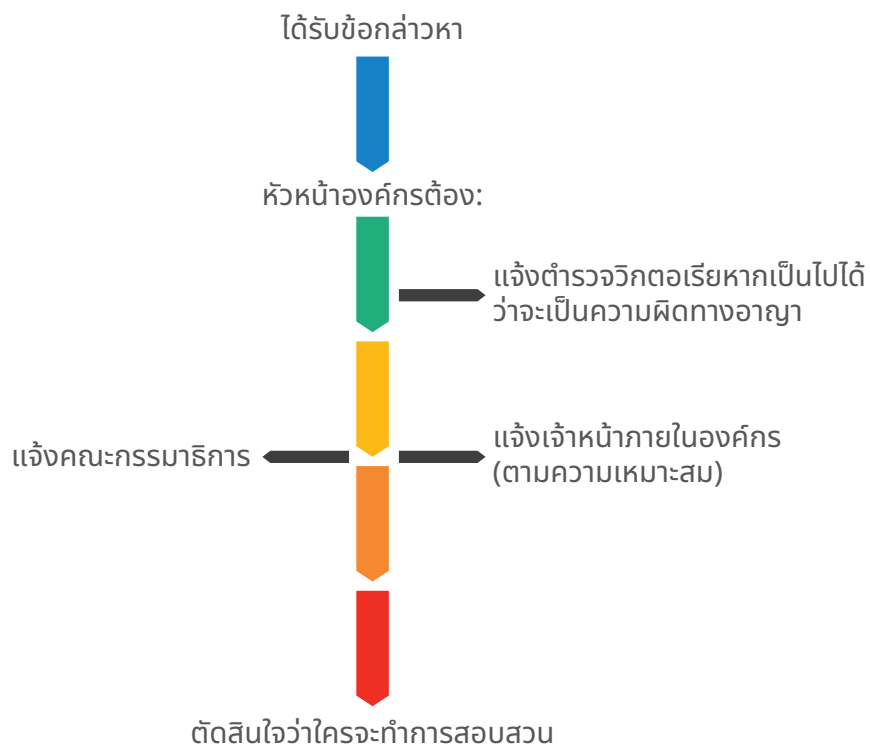 ได้รับข้อกล่าวหา
หัวหน้าองค์กรต้อง:
แจ้งตำรวจวิกตอเรียหากเป็นไปได้
ว่าจะเป็นความผิดทางอาญา
แจ้งคณะกรรมาธิการ
แจ้งเจ้าหน้าภายในองค์กร
(ตามความเหมาะสม)
ตัดสินใจว่าใครจะทำการสอบสวน